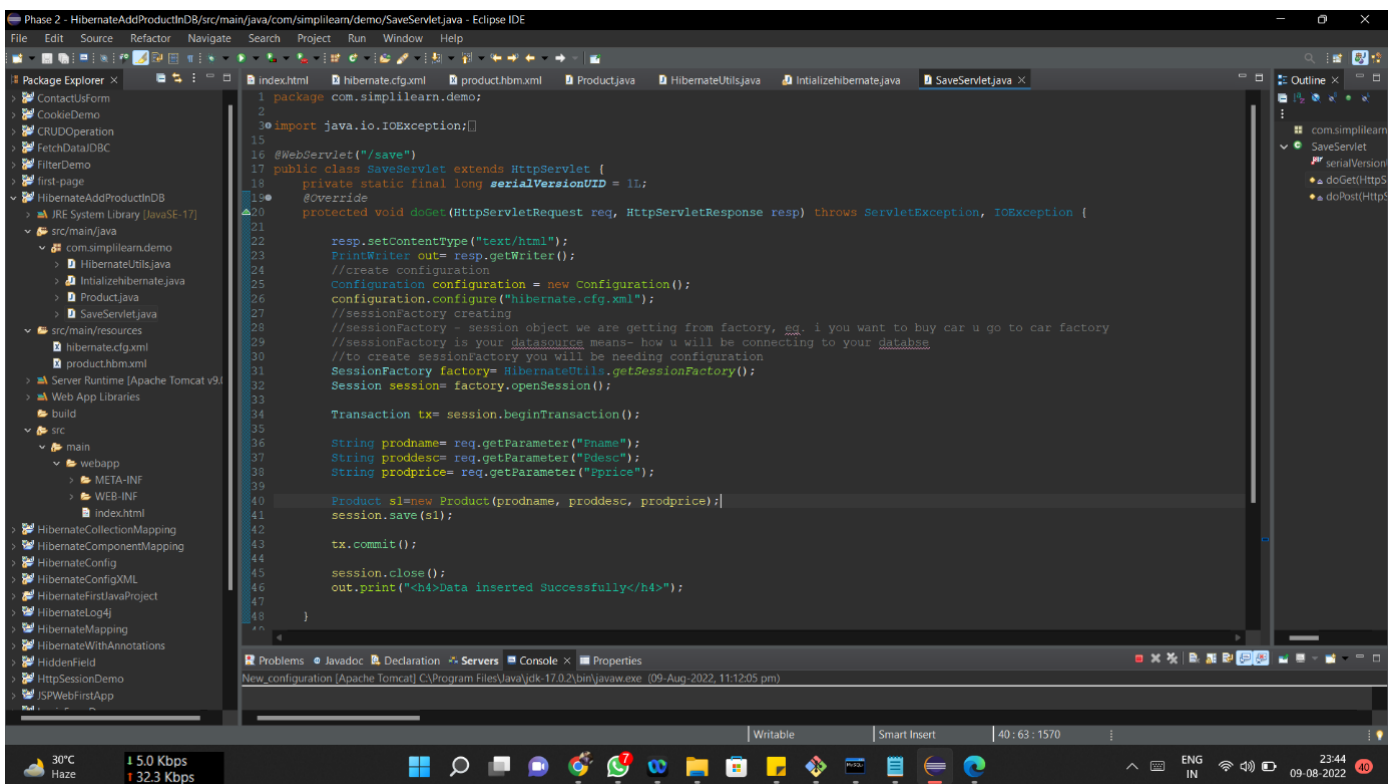 Phase 2 - HibernateAddProductInDB/src/main/java/com/simplilearn/demo/SaveServlet.java - Eclipse IDE
File Edit Source Refactor Navigate Search Project Run Window Help
Package Explorer
ContactUsForm
CookieDemo
CRUDOperation
FetchDataJDBC
FilterDemo
first-page
HibernateAddProductInDB
JRE System Library [JavaSE-17]
src/main/java
com.simplilearn.demo
HibernateUtils.java
Intializehibernate.java
Product.java
SaveServlet.java
src/main/resources
hibernate.cfg.xml
product.hbm.xml
Server Runtime [Apache Tomcat v9.0
Web App Libraries
build
src
main
webapp
META-INF
WEB-INF
index.html
HibernateCollectionMapping
HibernateComponentMapping
HibernateConfig
HibernateConfigXML
HibernateFirstJavaProject
HibernateLog4j
HibernateMapping
HibernateWithAnnotations
HiddenField
HttpSessionDemo
JSPWebFirstApp
index.html hibernate.cfg.xml product.hbm.xml Product.java HibernateUtils.java Intializehibernate.java SaveServlet.java
1 package com.simplilearn.demo;
2
3 import java.io.IOException;
15
16 @WebServlet("/save")
17 public class SaveServlet extends HttpServlet {
18 private static final long serialVersionUID = 1L;
19 @Override
20 protected void doGet(HttpServletRequest req, HttpServletResponse resp) throws ServletException, IOException {
21
22 resp.setContentType("text/html");
23 PrintWriter out= resp.getWriter();
24 //create configuration
25 Configuration configuration = new Configuration();
26 configuration.configure("hibernate.cfg.xml");
27 //sessionFactory creating
28 //sessionFactory - session object we are getting from factory, eg. i you want to buy car u go to car factory
29 //sessionFactory is your datasource means- how u will be connecting to your databse
30 //to create sessionFactory you will be needing configuration
31 SessionFactory factory= HibernateUtils.getSessionFactory();
32 Session session= factory.openSession();
33
34 Transaction tx= session.beginTransaction();
35
36 String prodname= req.getParameter("Pname");
37 String proddesc= req.getParameter("Pdesc");
38 String prodprice= req.getParameter("Pprice");
39
40 Product s1=new Product(prodname, proddesc, prodprice);
41 session.save(s1);
42
43 tx.commit();
44
45 session.close();
46 out.print("<h4>Data inserted Successfully</h4>");
47
48 }
Outline
com.simplilearn
SaveServlet
serialVersionU
doGet(HttpS
doPost(HttpS
Problems Javadoc Declaration Servers Console Properties
New_configuration [Apache Tomcat] C:\Program Files\Java\jdk-17.0.2\bin\javaw.exe (09-Aug-2022, 11:12:05 pm)
Writable Smart Insert 40 : 63 : 1570
30°C
Haze
5.0 Kbps
32.3 Kbps
ENG
IN
23:44
09-08-2022
40